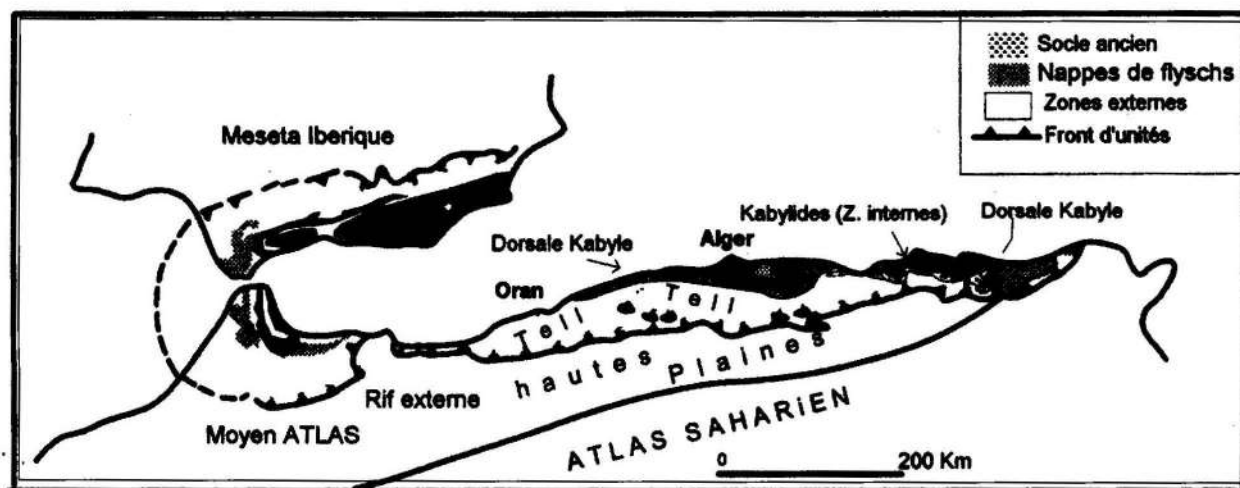 Socle ancien
Nappes de flyschs
Zones externes
Front d'unités
Meseta Iberique
Kabylides (Z. internes)
Dorsale Kabyle
Dorsale Kabyle
Alger
Oran
Tell
Tell
hautes Plaines
Rif externe
Moyen ATLAS
ATLAS SAHARiEN
0 200 Km